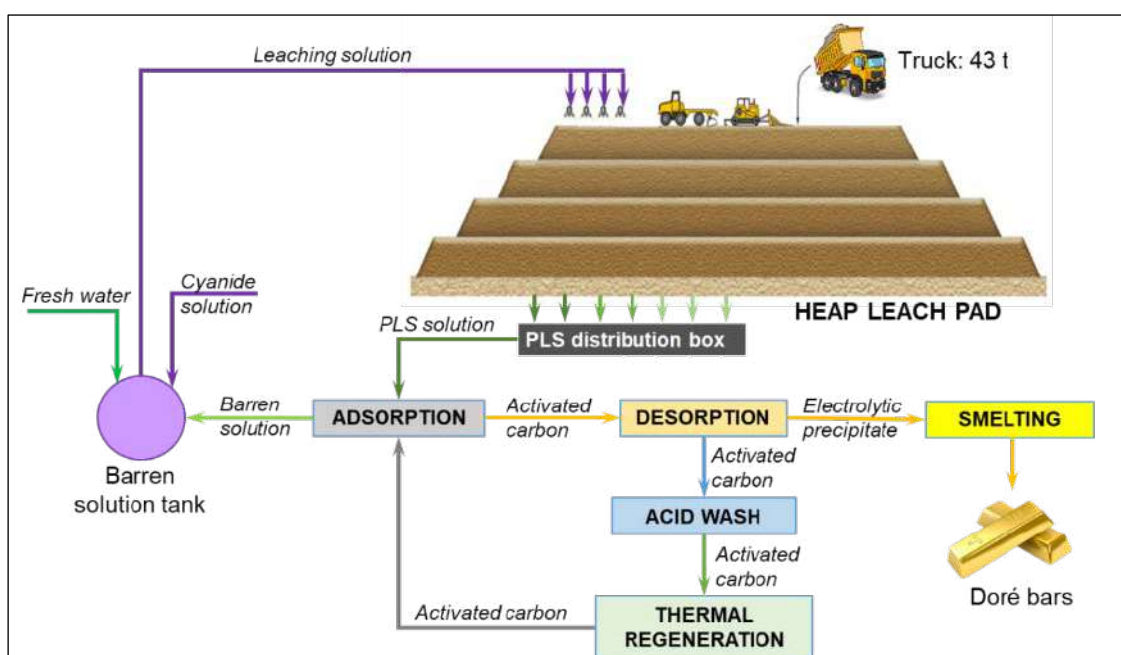 Leaching solution
Truck: 43 t
Fresh water
Cyanide
solution
HEAP LEACH PAD
PLS solution
PLS distribution box
Barren
solution
ADSORPTION
Activated
carbon
DESORPTION
Electrolytic
precipitate
SMELTING
Barren
solution tank
Activated
carbon
ACID WASH
Activated
carbon
Doré bars
Activated carbon
THERMAL
REGENERATION